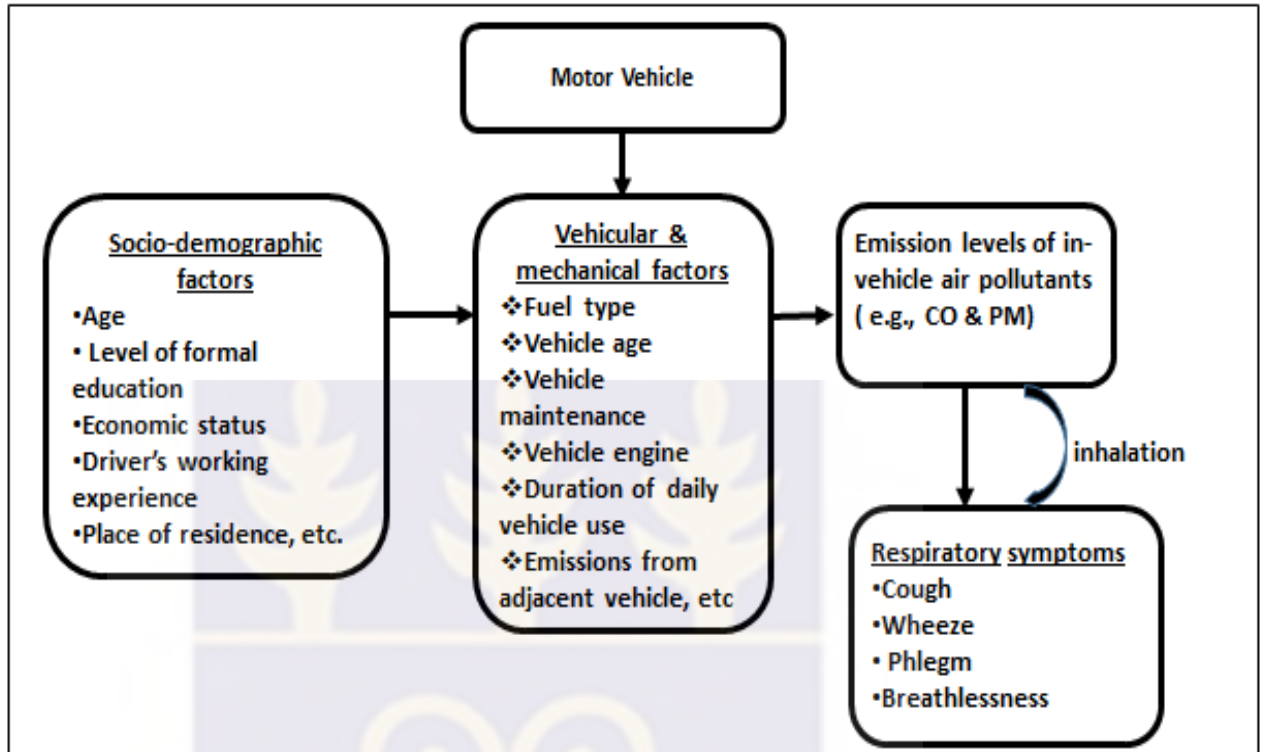 Motor Vehicle
Socio-demographic
factors
•Age
• Level of formal
education
•Economic status
•Driver's working
experience
•Place of residence, etc.
Vehicular &
mechanical factors
❖Fuel type
❖Vehicle age
❖Vehicle
maintenance
❖Vehicle engine
❖Duration of daily
vehicle use
❖Emissions from
adjacent vehicle, etc
Emission levels of in-
vehicle air pollutants
( e.g., CO & PM)
inhalation
Respiratory symptoms
•Cough
•Wheeze
• Phlegm
•Breathlessness